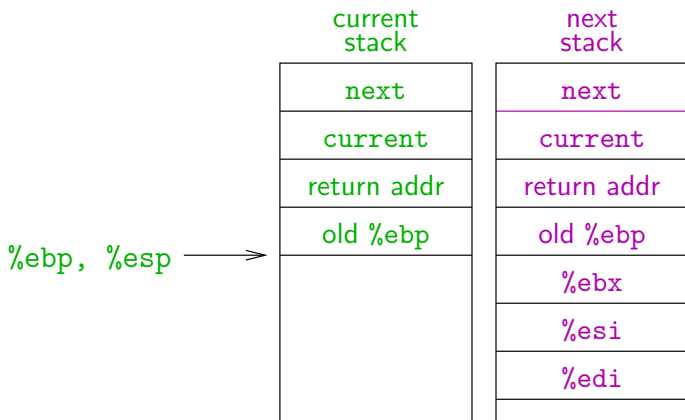 current
stack
next
current
return addr
old %ebp
%ebp, %esp
next
stack
next
current
return addr
old %ebp
%ebx
%esi
%edi